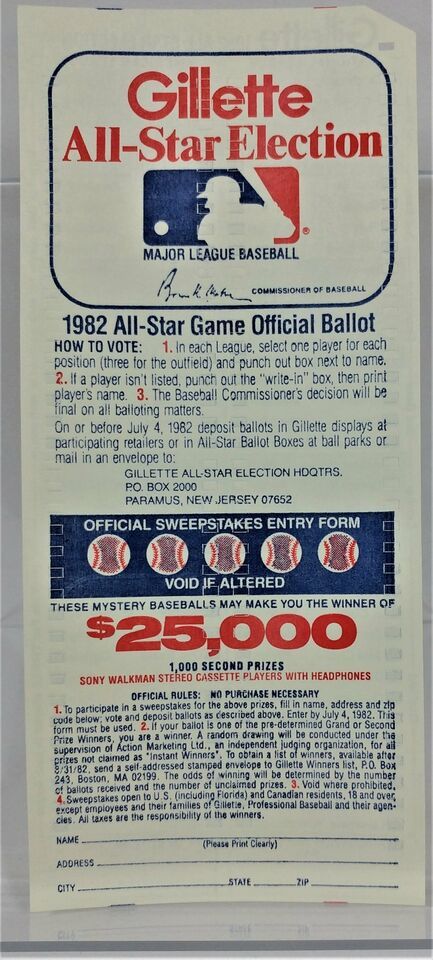 Gillette
All-Star Election
®
MAJOR LEAGUE BASEBALL
COMMISSIONER OF BASEBALL
1982 All-Star Game Official Ballot
HOW TO VOTE: 1. In each League, select one player for each
position (three for the outfield) and punch out box next to name.
2. If a player isn't listed, punch out the "write-in" box, then print
player's name. 3. The Baseball Commissioner's decision will be
final on all balloting matters.
On or before July 4, 1982 deposit ballots in Gillette displays at
participating retailers or in All-Star Ballot Boxes at ball parks or
mail in an envelope to:
GILLETTE ALL-STAR ELECTION HDQTRS.
P.O. BOX 2000
PARAMUS, NEW JERSEY 07652
OFFICIAL SWEEPSTAKES ENTRY FORM
VOID IF ALTERED
THESE MYSTERY BASEBALLS MAY MAKE YOU THE WINNER OF
$25,000
1,000 SECOND PRIZES
SONY WALKMAN STEREO CASSETTE PLAYERS WITH HEADPHONES
OFFICIAL RULES: NO PURCHASE NECESSARY
1. To participate in a sweepstakes for the above prizes, fill in name, address and zip
code below; vote and deposit ballots as described above. Enter by July 4, 1982. This
form must be used. 2. If your ballot is one of the pre-determined Grand or Second
Prize Winners, you are a winner. A random drawing will be conducted under the
supervision of Action Marketing Ltd., an independent judging organization, for all
prizes not claimed as "Instant Winners". To obtain a list of winners, available after
8/31/82, send a self-addressed stamped envelope to Gillette Winners list, P.O. Box
243, Boston, MA 02199. The odds of winning will be determined by the number
of ballots received and the number of unclaimed prizes. 3. Void where prohibited.
4. Sweepstakes open to U.S. (including Florida) and Canadian residents, 18 and over,
except employees and their families of Gillette, Professional Baseball and their agen-
cies. All taxes are the responsibility of the winners.
NAME
(Please Print Clearly)
ADDRESS
CITY STATE ZIP